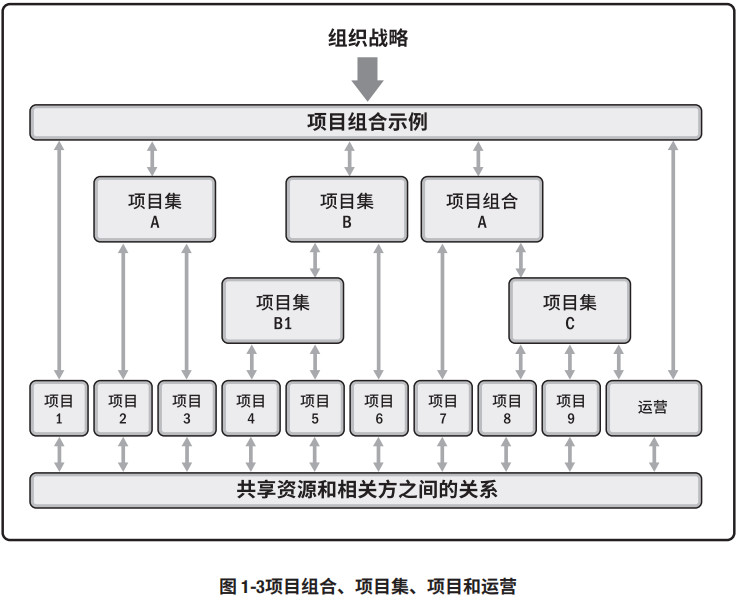 组织战略
项目组合示例
项目集
A
项目集
B
项目组合
A
项目集
B1
项目集
C
项目
1
项目
2
项目
3
项目
4
项目
5
项目
6
项目
7
项目
8
项目
9
运营
共享资源和相关方之间的关系
图 1-3项目组合、项目集、项目和运营